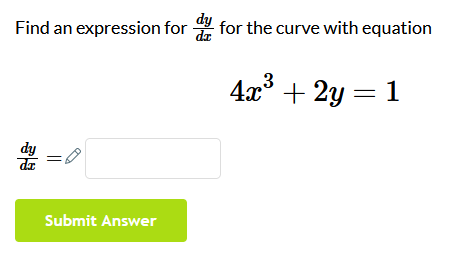 Find an expression for dy/dx for the curve with equation
4x³ + 2y = 1
dy/dx =
Submit Answer